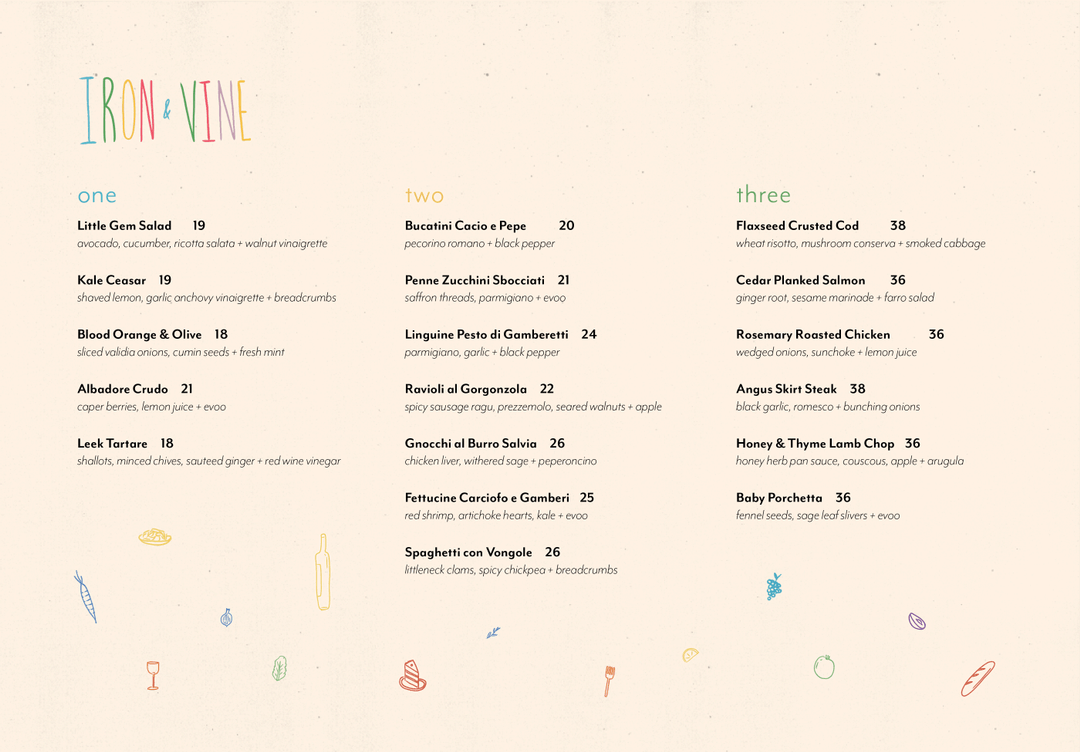 IRON & VINE
one
Little Gem Salad 19
avocado, cucumber, ricotta salata + walnut vinaigrette
Kale Ceasar 19
shaved lemon, garlic anchovy vinaigrette + breadcrumbs
Blood Orange & Olive 18
sliced validia onions, cumin seeds + fresh mint
Albadore Crudo 21
caper berries, lemon juice + evoo
Leek Tartare 18
shallots, minced chives, sauteed ginger + red wine vinegar
two
Bucatini Cacio e Pepe 20
pecorino romano + black pepper
Penne Zucchini Sbocciati 21
saffron threads, parmigiano + evoo
Linguine Pesto di Gamberetti 24
parmigiano, garlic + black pepper
Ravioli al Gorgonzola 22
spicy sausage ragu, prezzemolo, seared walnuts + apple
Gnocchi al Burro Salvia 26
chicken liver, withered sage + peperoncino
Fettucine Carciofo e Gamberi 25
red shrimp, artichoke hearts, kale + evoo
Spaghetti con Vongole 26
littleneck clams, spicy chickpea + breadcrumbs
three
Flaxseed Crusted Cod 38
wheat risotto, mushroom conserva + smoked cabbage
Cedar Planked Salmon 36
ginger root, sesame marinade + farro salad
Rosemary Roasted Chicken 36
wedged onions, sunchoke + lemon juice
Angus Skirt Steak 38
black garlic, romesco + bunching onions
Honey & Thyme Lamb Chop 36
honey herb pan sauce, couscous, apple + arugula
Baby Porchetta 36
fennel seeds, sage leaf slivers + evoo